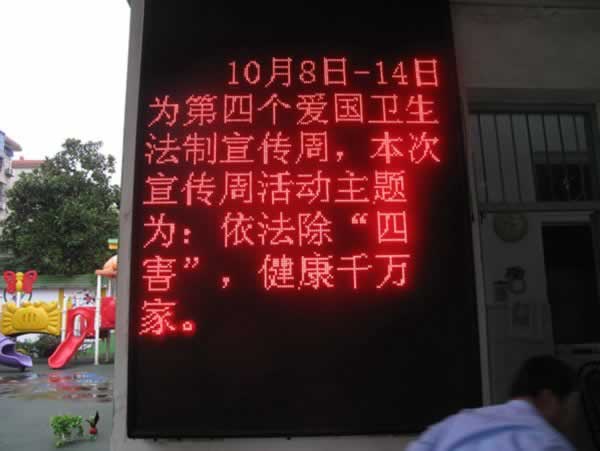 10月8日-14日
为第四个爱国卫生
法制宣传周，本次
宣传周活动主题
为：依法除“四
害”，健康千万
家。